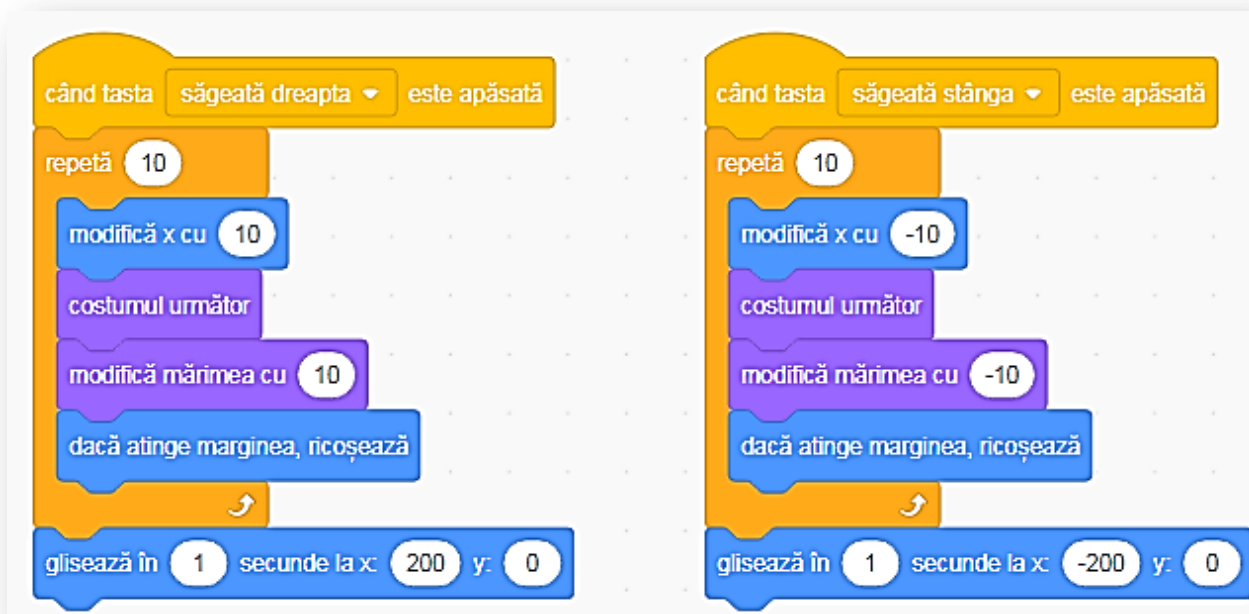 când tasta săgeată dreapta este apăsată
repetă 10
modifică x cu 10
costumul următor
modifică mărimea cu 10
dacă atinge marginea, ricoșează
glisează în 1 secunde la x: 200 y: 0
când tasta săgeată stânga este apăsată
repetă 10
modifică x cu -10
costumul următor
modifică mărimea cu -10
dacă atinge marginea, ricoșează
glisează în 1 secunde la x: -200 y: 0